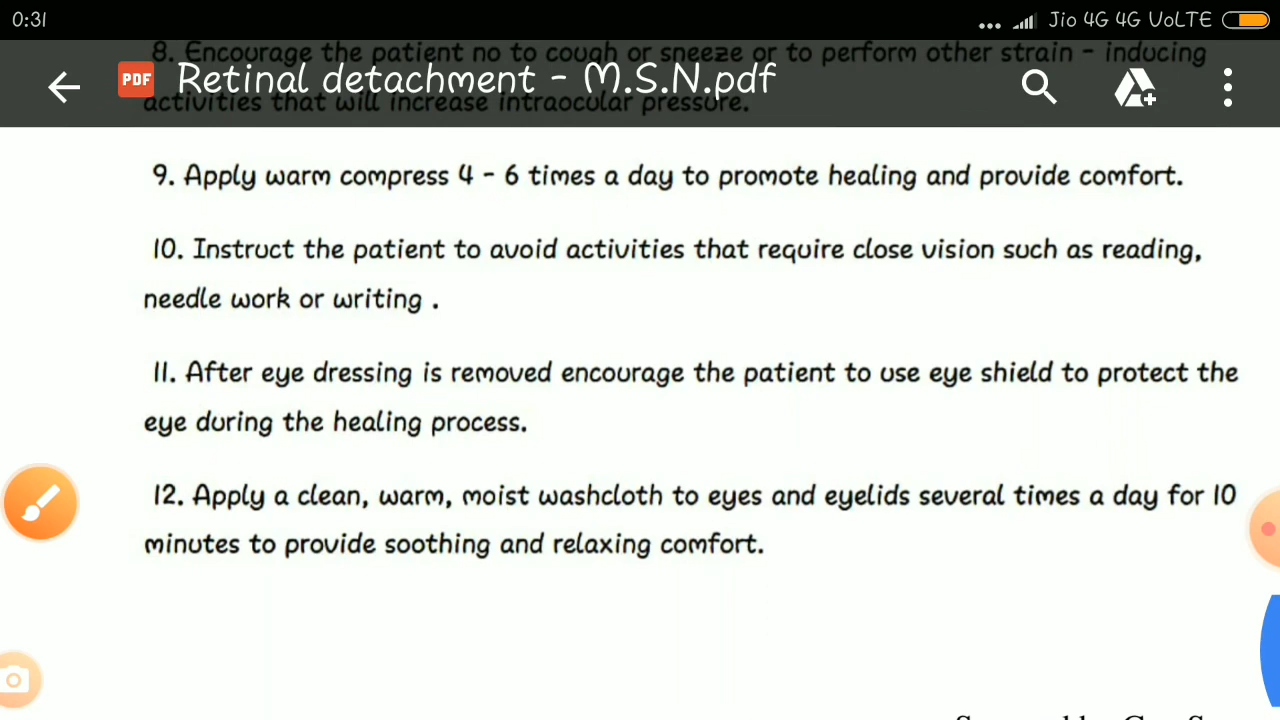 0:31
Jio 4G 4G VoLTE
8. Encourage the patient no to cough or sneeze or to perform other strain - inducing
PDF Retinal detachment - M.S.N.pdf
activities that will increase intraocular pressure.
9. Apply warm compress 4 - 6 times a day to promote healing and provide comfort.
10. Instruct the patient to avoid activities that require close vision such as reading,
needle work or writing .
11. After eye dressing is removed encourage the patient to use eye shield to protect the
eye during the healing process.
12. Apply a clean, warm, moist washcloth to eyes and eyelids several times a day for 10
minutes to provide soothing and relaxing comfort.